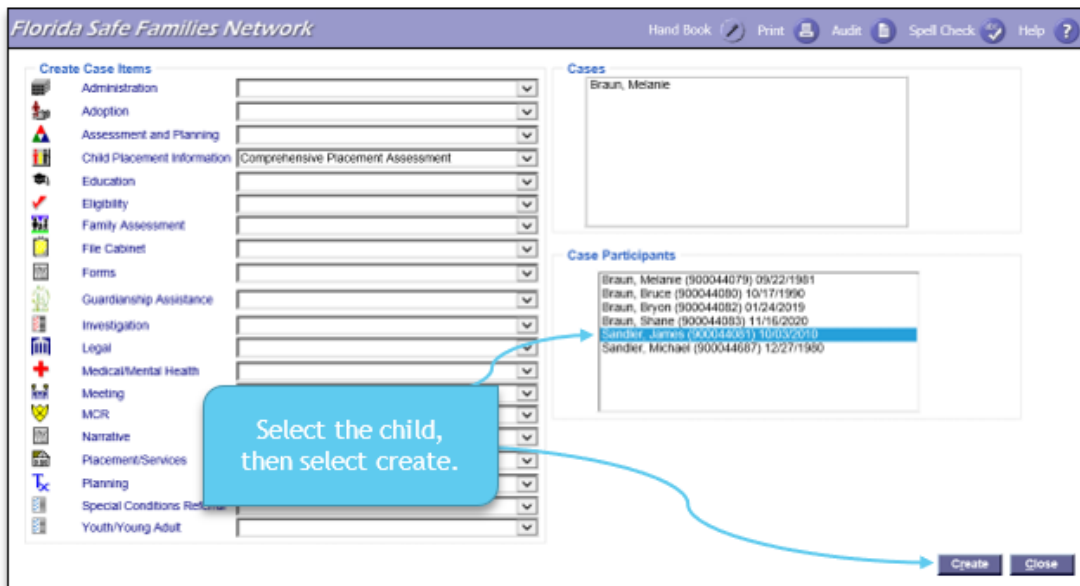 Florida Safe Families Network
Hand Book Print Audit Spell Check Help ?
Create Case Items
Administration
Adoption
Assessment and Planning
Child Placement Information Comprehensive Placement Assessment
Education
Eligibility
Family Assessment
File Cabinet
Forms
Guardianship Assistance
Investigation
Legal
Medical/Mental Health
Meeting
MCR
Narrative
Placement/Services
Planning
Special Conditions
Youth/Young Adult
Cases
Braun, Melanie
Case Participants
Braun, Melanie (900044079) 09/22/1981
Braun, Bruce (900044080) 10/17/1990
Braun, Bryon (900044082) 01/24/2019
Braun, Shane (900044083) 11/16/2020
Sandler, James (900044081) 10/03/2010
Sandler, Michael (900044687) 12/27/1980
Select the child,
then select create.
Create Close